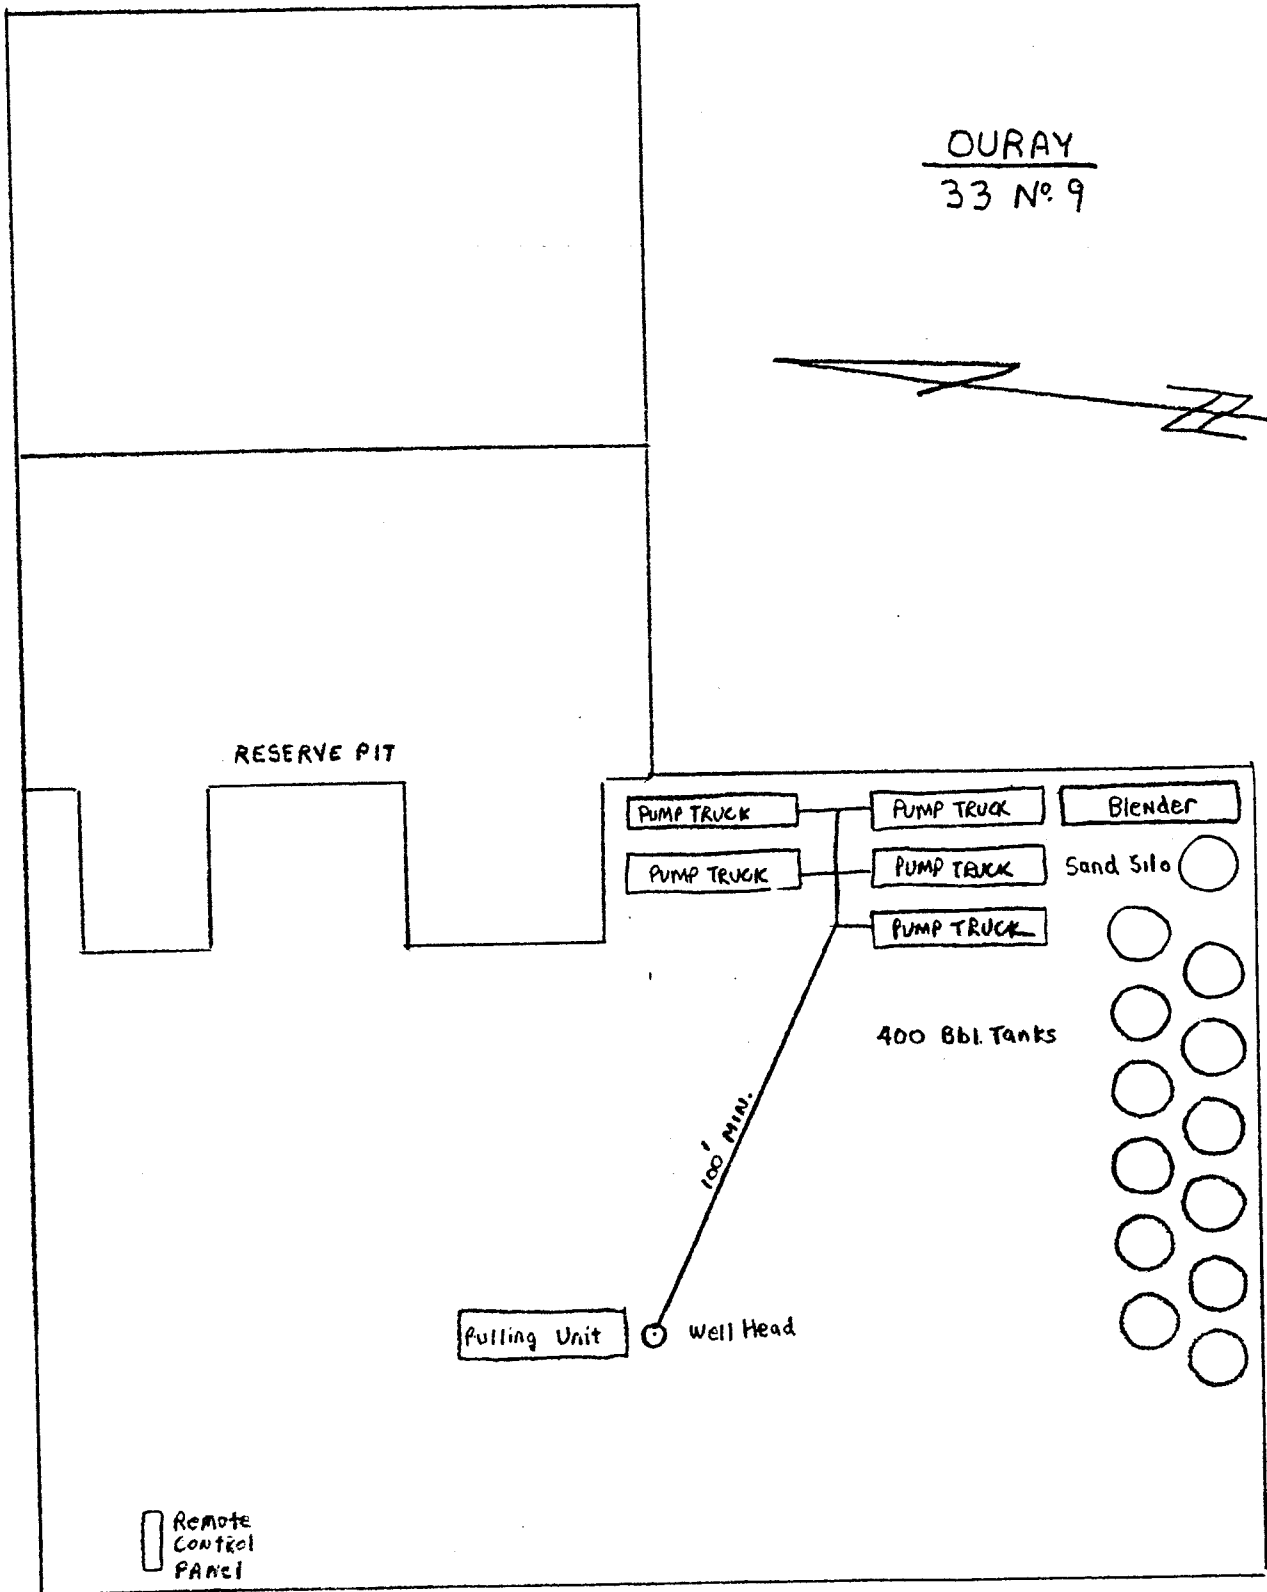 OURAY
33 Nº 9
RESERVE PIT
PUMP TRUCK
PUMP TRUCK
Blender
PUMP TRUCK
PUMP TRUCK
Sand Silo
PUMP TRUCK
400 Bbl. Tanks
100' MIN.
Pulling Unit
Well Head
Remote
Control
Panel